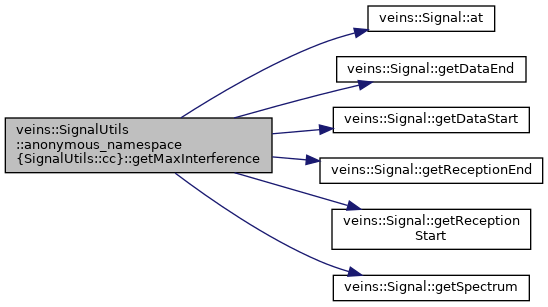 veins::SignalUtils
::anonymous_namespace
{SignalUtils::cc}::getMaxInterference
veins::Signal::at
veins::Signal::getDataEnd
veins::Signal::getDataStart
veins::Signal::getReceptionEnd
veins::Signal::getReception
Start
veins::Signal::getSpectrum